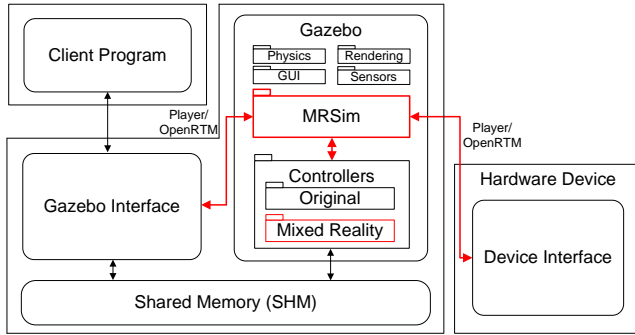 Gazebo
Client Program
Physics
Rendering
GUI
Sensors
MRSim
Player/
OpenRTM
Player/
OpenRTM
Controllers
Original
Mixed Reality
Gazebo Interface
Hardware Device
Device Interface
Shared Memory (SHM)